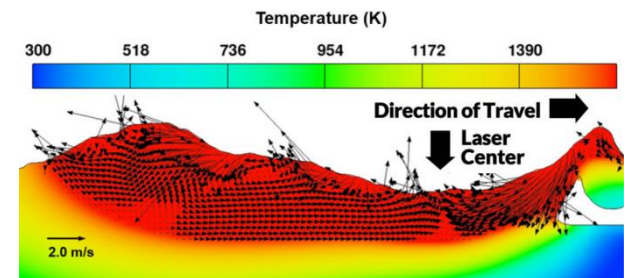 Temperature (K)
300 518 736 954 1172 1390
Direction of Travel
Laser
Center
2.0 m/s